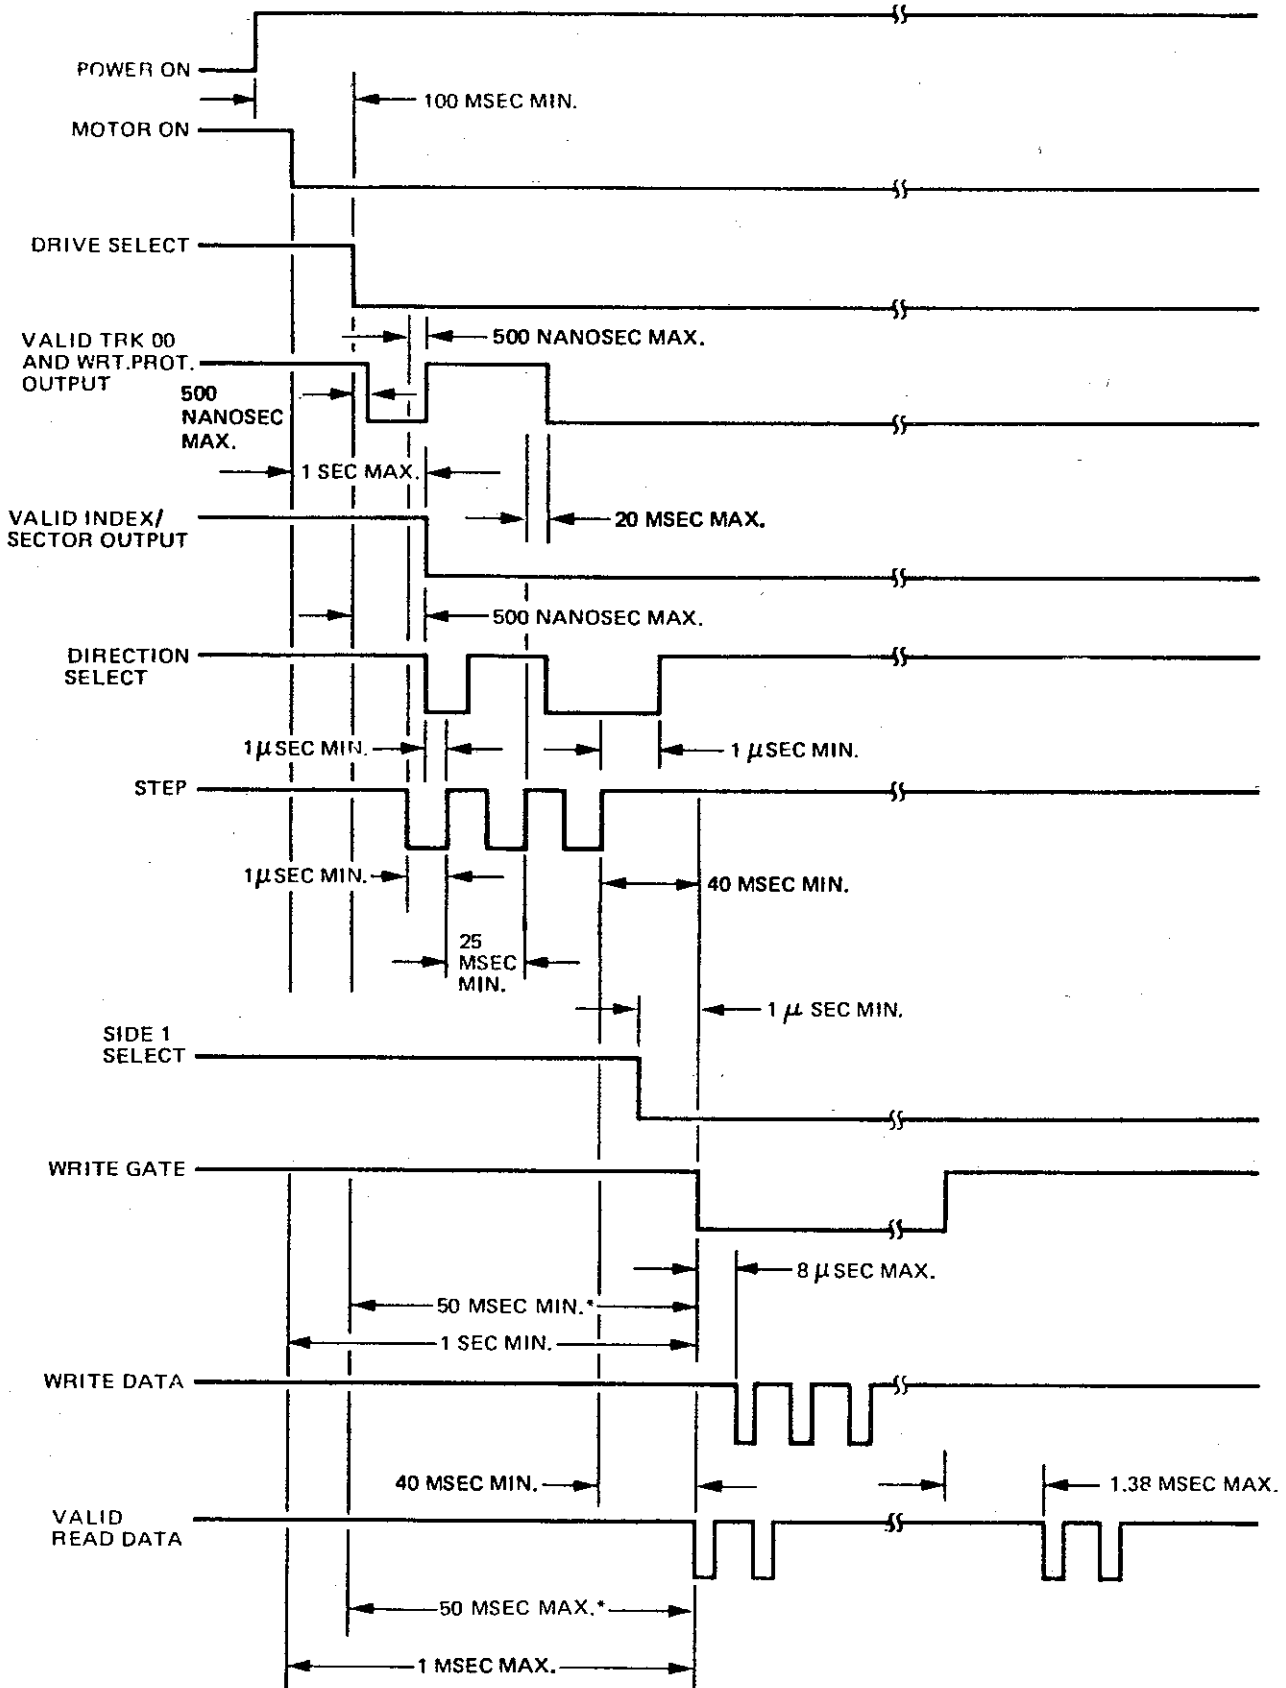 POWER ON
100 MSEC MIN.
MOTOR ON
DRIVE SELECT
500 NANOSEC MAX.
VALID TRK 00
AND WRT.PROT.
OUTPUT
500
NANOSEC
MAX.
1 SEC MAX.
20 MSEC MAX.
VALID INDEX/
SECTOR OUTPUT
500 NANOSEC MAX.
DIRECTION
SELECT
1 μSEC MIN.
1 μSEC MIN.
STEP
1 μSEC MIN.
40 MSEC MIN.
25
MSEC
MIN.
1 μ SEC MIN.
SIDE 1
SELECT
WRITE GATE
8 μSEC MAX.
50 MSEC MIN.*
1 SEC MIN.
WRITE DATA
40 MSEC MIN.
1.38 MSEC MAX.
VALID
READ DATA
50 MSEC MAX.*
1 MSEC MAX.